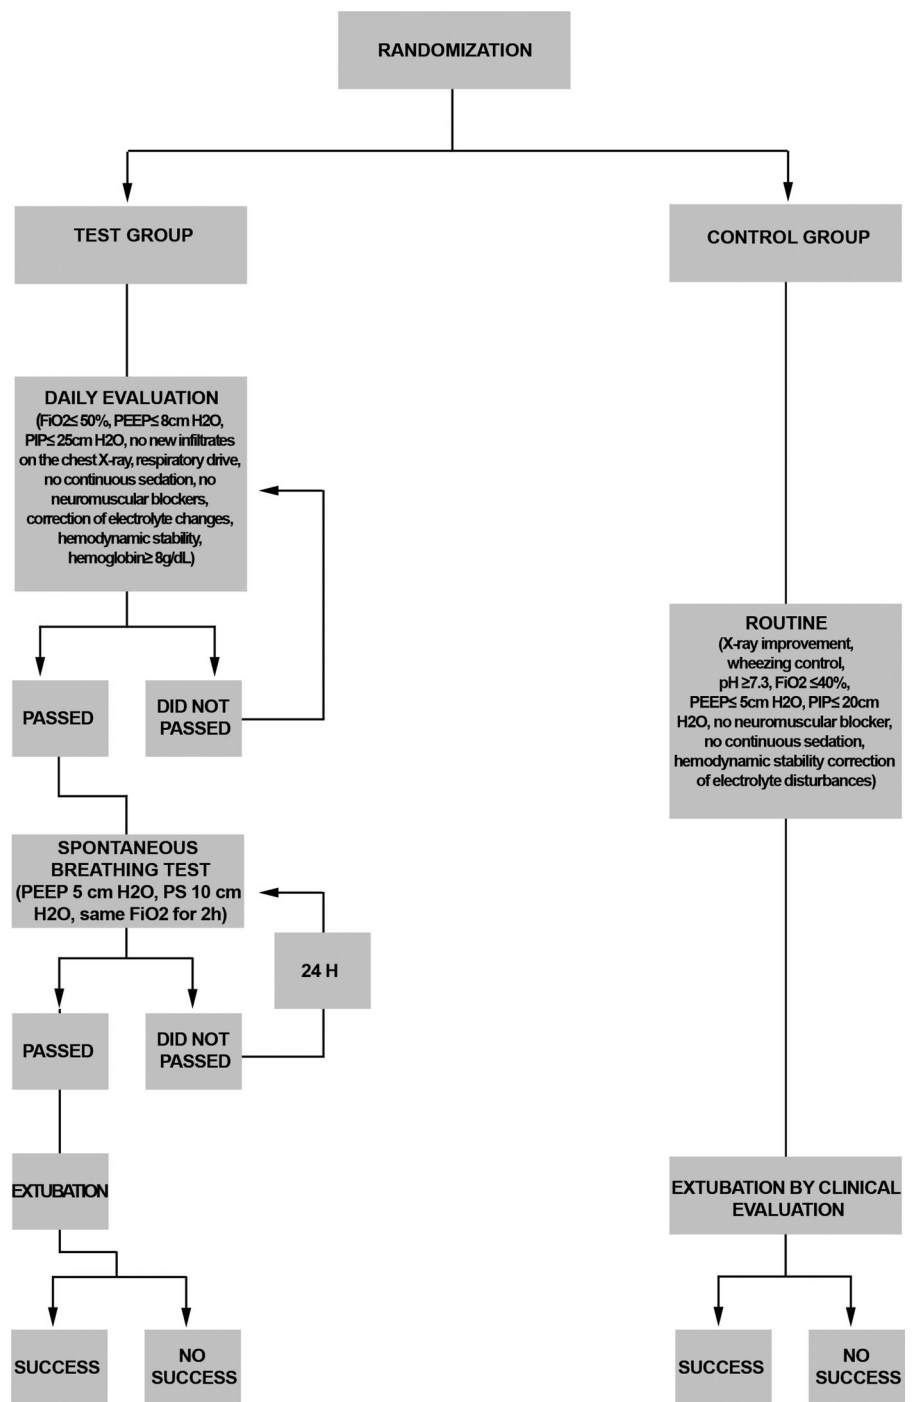 RANDOMIZATION
TEST GROUP
CONTROL GROUP
DAILY EVALUATION
(FiO2≤ 50%, PEEP≤ 8cm H2O,
PIP≤ 25cm H2O, no new infiltrates
on the chest X-ray, respiratory drive,
no continuous sedation, no
neuromuscular blockers,
correction of electrolyte changes,
hemodynamic stability,
hemoglobin≥ 8g/dL)
PASSED
DID NOT
PASSED
SPONTANEOUS
BREATHING TEST
(PEEP 5 cm H2O, PS 10 cm
H2O, same FiO2 for 2h)
24 H
PASSED
DID NOT
PASSED
EXTUBATION
SUCCESS
NO
SUCCESS
ROUTINE
(X-ray improvement,
wheezing control,
pH ≥7.3, FiO2 ≤40%,
PEEP≤ 5cm H2O, PIP≤ 20cm
H2O, no neuromuscular blocker,
no continuous sedation,
hemodynamic stability correction
of electrolyte disturbances)
EXTUBATION BY CLINICAL
EVALUATION
SUCCESS
NO
SUCCESS